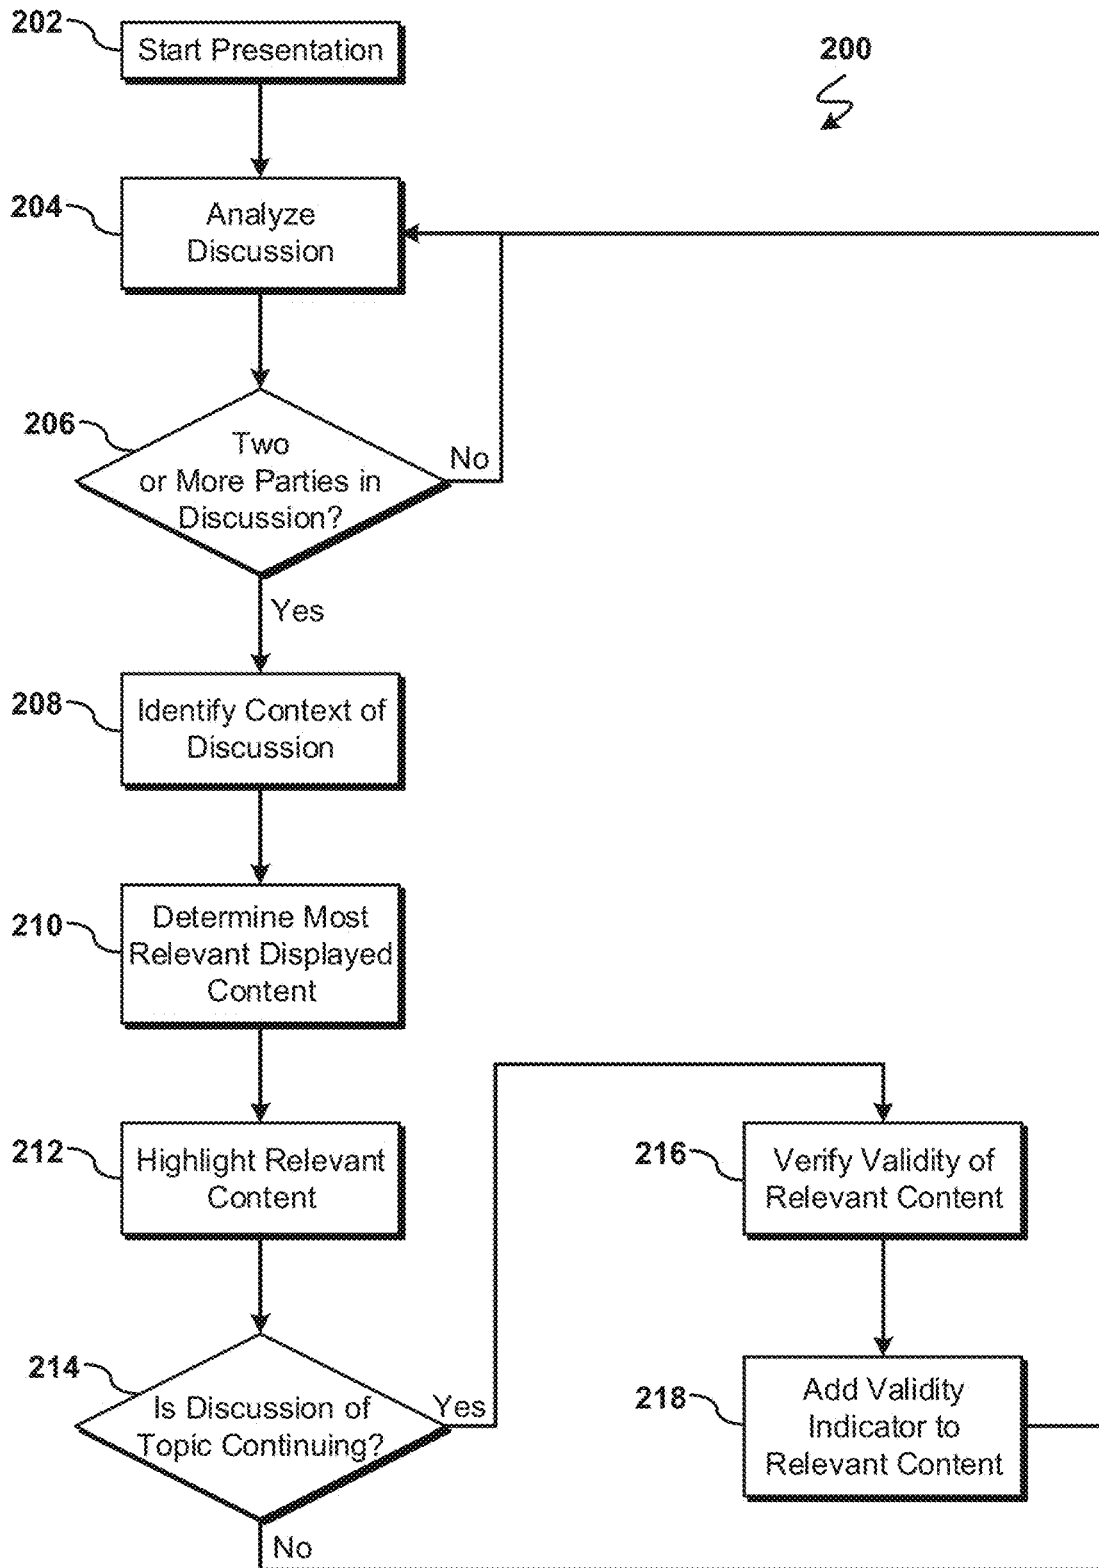 202
Start Presentation
200
204
Analyze
Discussion
206
Two
or More Parties in
Discussion?
No
Yes
208
Identify Context of
Discussion
210
Determine Most
Relevant Displayed
Content
212
Highlight Relevant
Content
216
Verify Validity of
Relevant Content
214
Is Discussion of
Topic Continuing?
Yes
218
Add Validity
Indicator to
Relevant Content
No